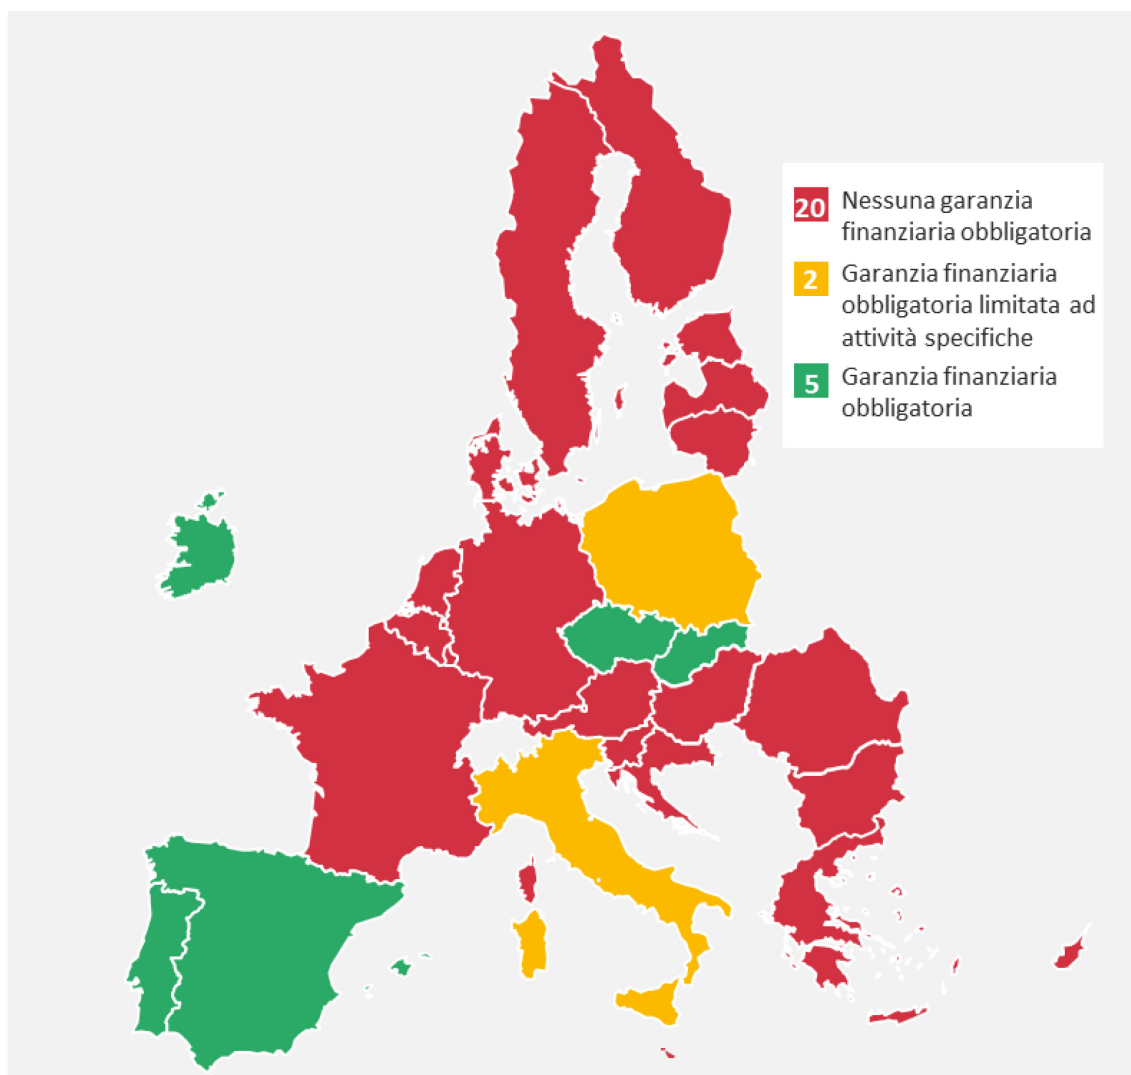 20 Nessuna garanzia
finanziaria obbligatoria
2 Garanzia finanziaria
obbligatoria limitata ad
attività specifiche
5 Garanzia finanziaria
obbligatoria